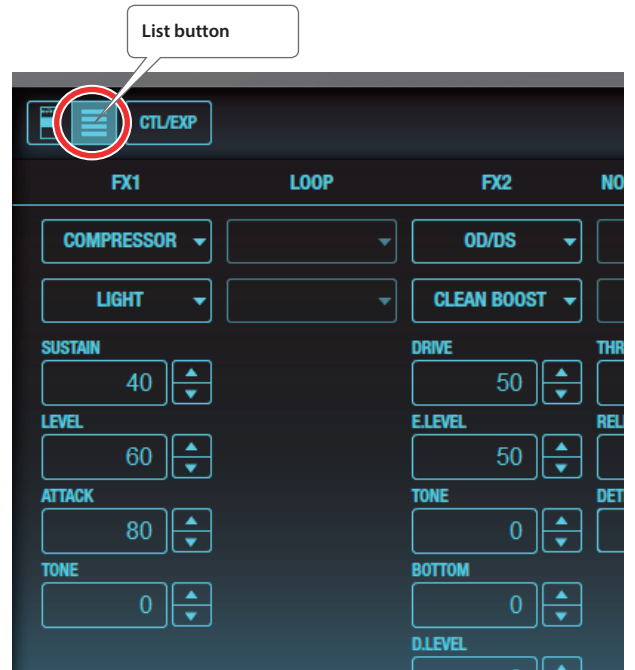 List button
CTL/EXP
FX1 LOOP FX2 NO
COMPRESSOR OD/DS
LIGHT CLEAN BOOST
SUSTAIN DRIVE THR
40 50
LEVEL E.LEVEL REL
60 50
ATTACK TONE DET
80 0
TONE BOTTOM
0 0
D.LEVEL